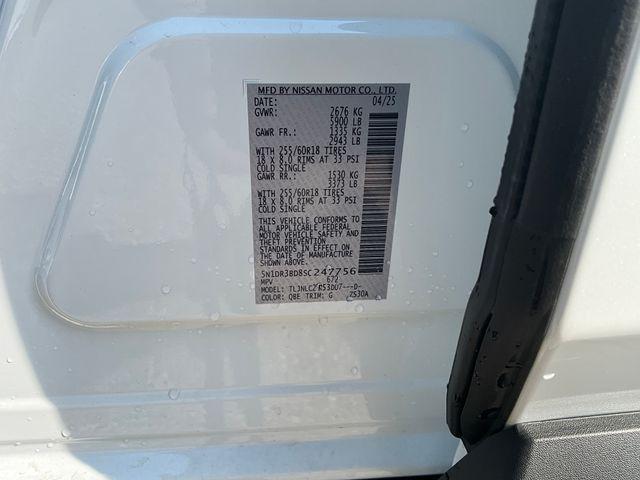 MFD BY NISSAN MOTOR CO., LTD.
DATE: 04/25
GVWR: 2676 KG
5900 LB
GAWR FR.: 1335 KG
2943 LB
WITH 255/60R18 TIRES
18 X 8.0 RIMS AT 33 PSI
COLD SINGLE
GAWR RR.: 1530 KG
3373 LB
WITH 255/60R18 TIRES
18 X 8.0 RIMS AT 33 PSI
COLD SINGLE
THIS VEHICLE CONFORMS TO
ALL APPLICABLE FEDERAL
MOTOR VEHICLE SAFETY AND
THEFT PREVENTION
STANDARDS IN EFFECT ON
THE DATE OF MANUFACTURE
SHOWN ABOVE
5N1DR3BD8SC247756
MPV 672
MODEL: TLJNLCZR53DU7---D-
COLOR: QBE TRIM: G ZS30A